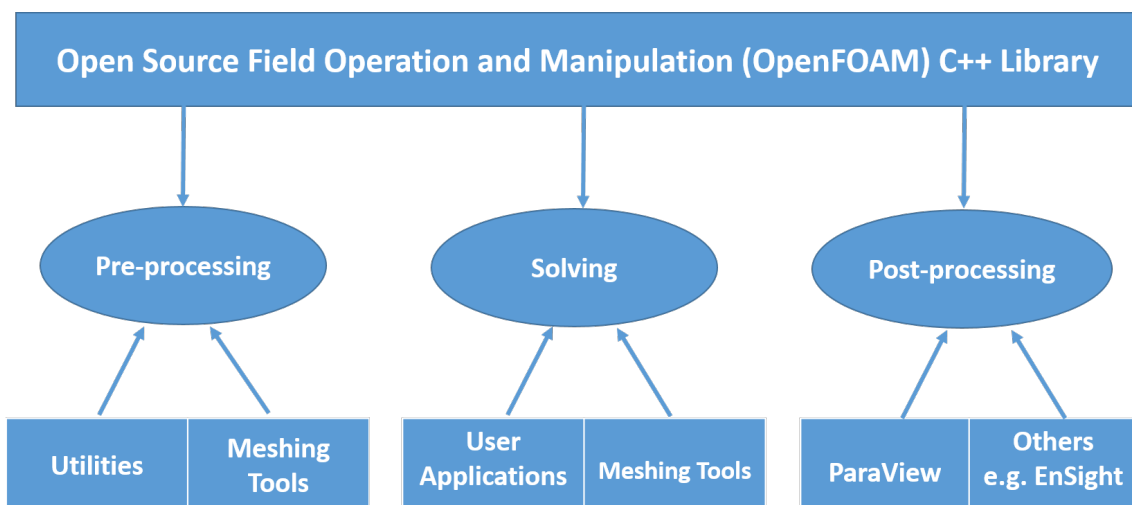 Open Source Field Operation and Manipulation (OpenFOAM) C++ Library
Pre-processing
Solving
Post-processing
Utilities
Meshing
Tools
User
Applications
Meshing Tools
ParaView
Others
e.g. EnSight